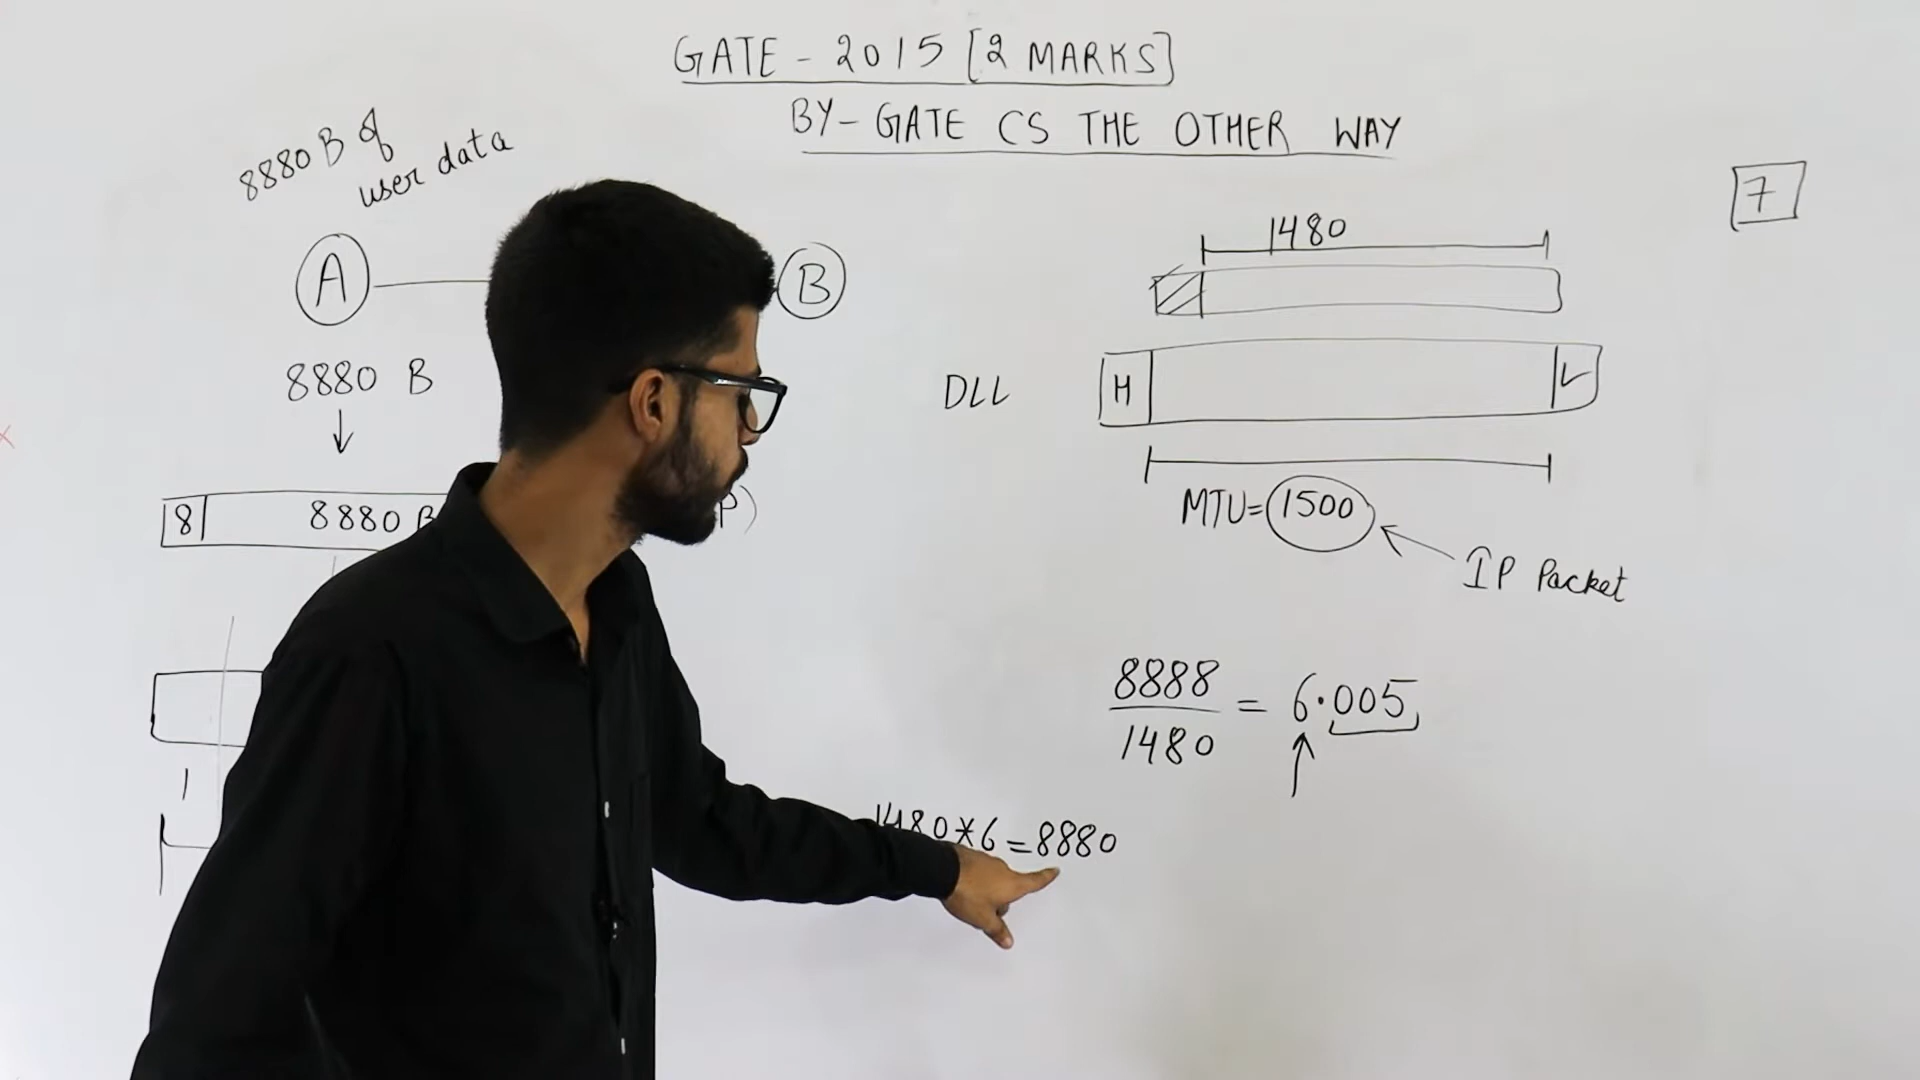 GATE - 2015 [2 MARKS]
BY - GATE CS THE OTHER WAY
8880 B of
user data
7
1480
A
B
8880 B
DLL
H
8
8880 B
P)
MTU = 1500
IP Packet
8888
1480
= 6.005
1
1480*6 = 8880